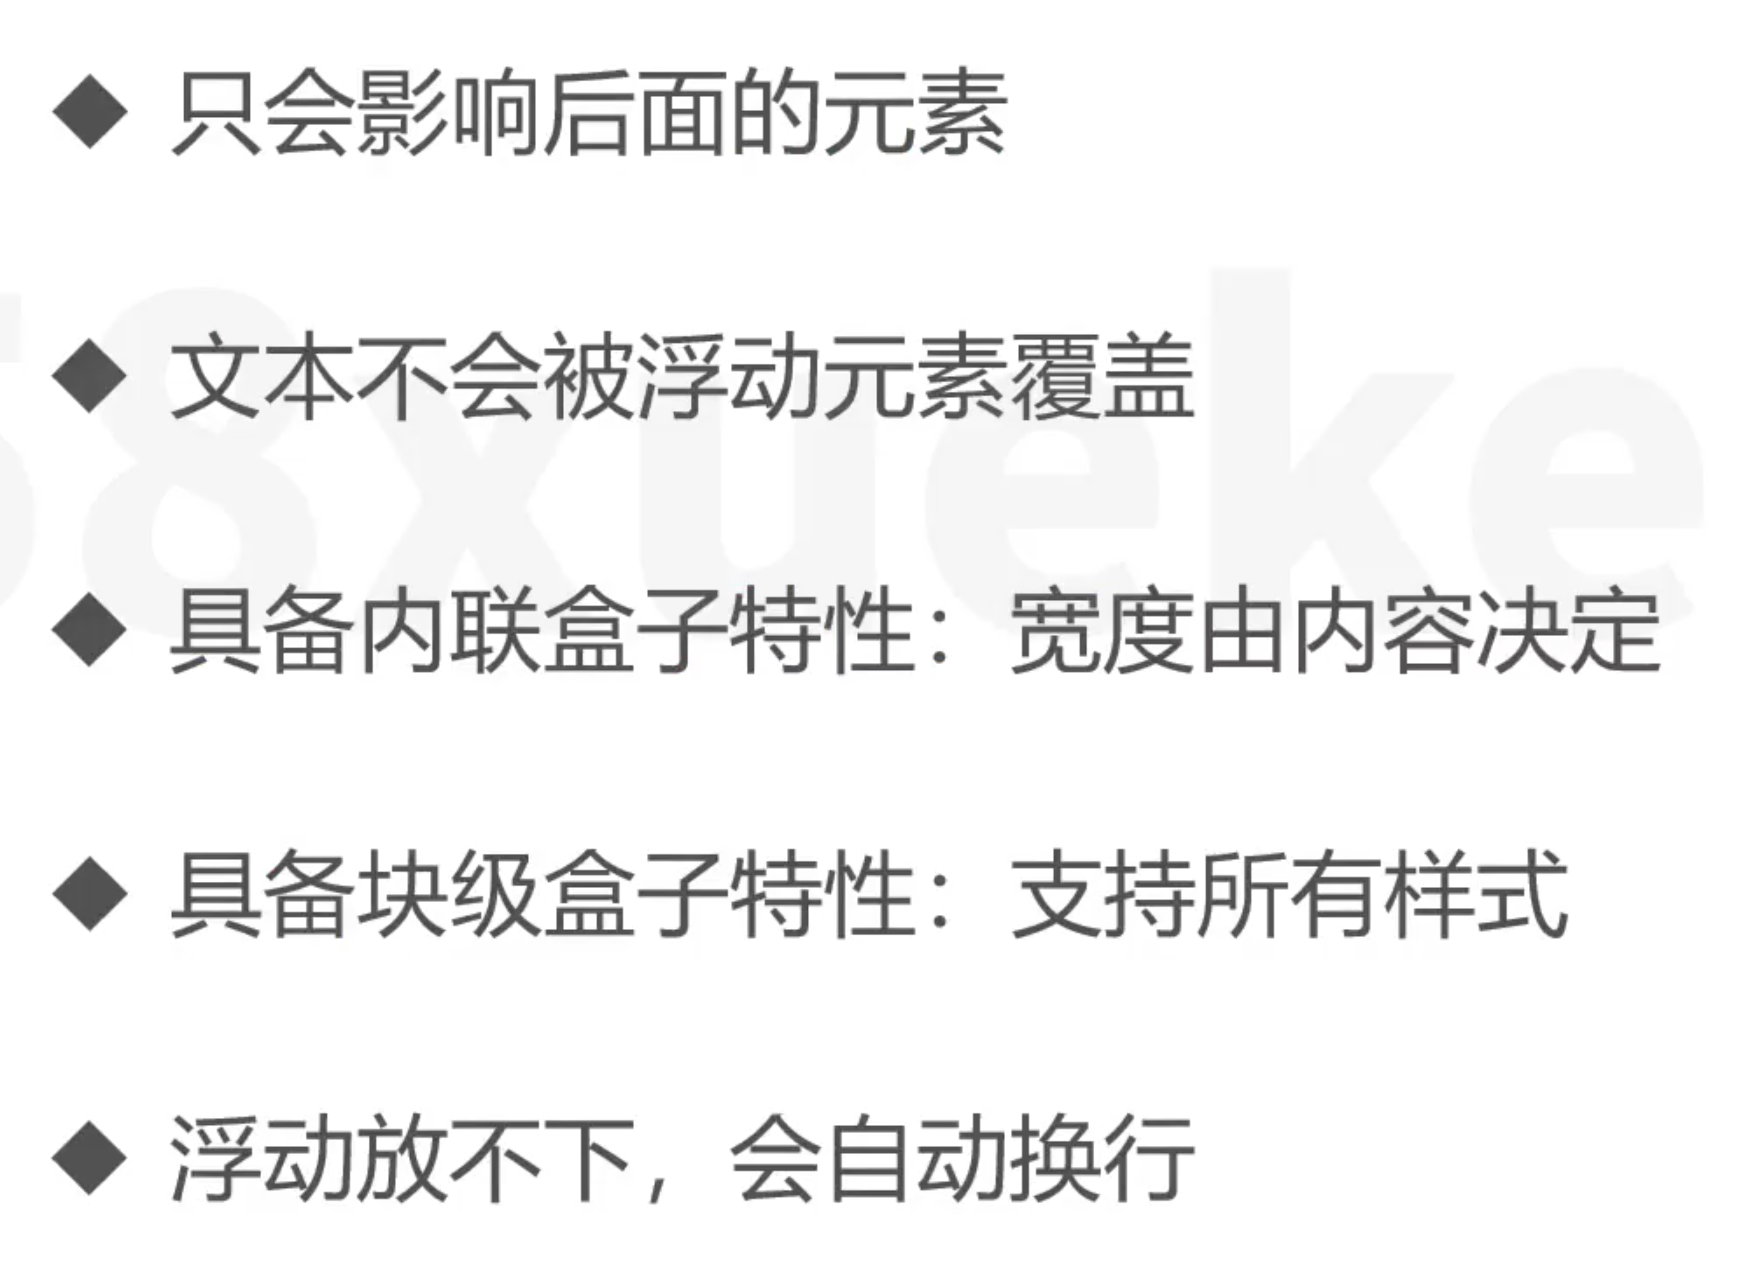 ◆ 只会影响后面的元素
◆ 文本不会被浮动元素覆盖
58xueke
◆ 具备内联盒子特性：宽度由内容决定
◆ 具备块级盒子特性：支持所有样式
◆ 浮动放不下，会自动换行